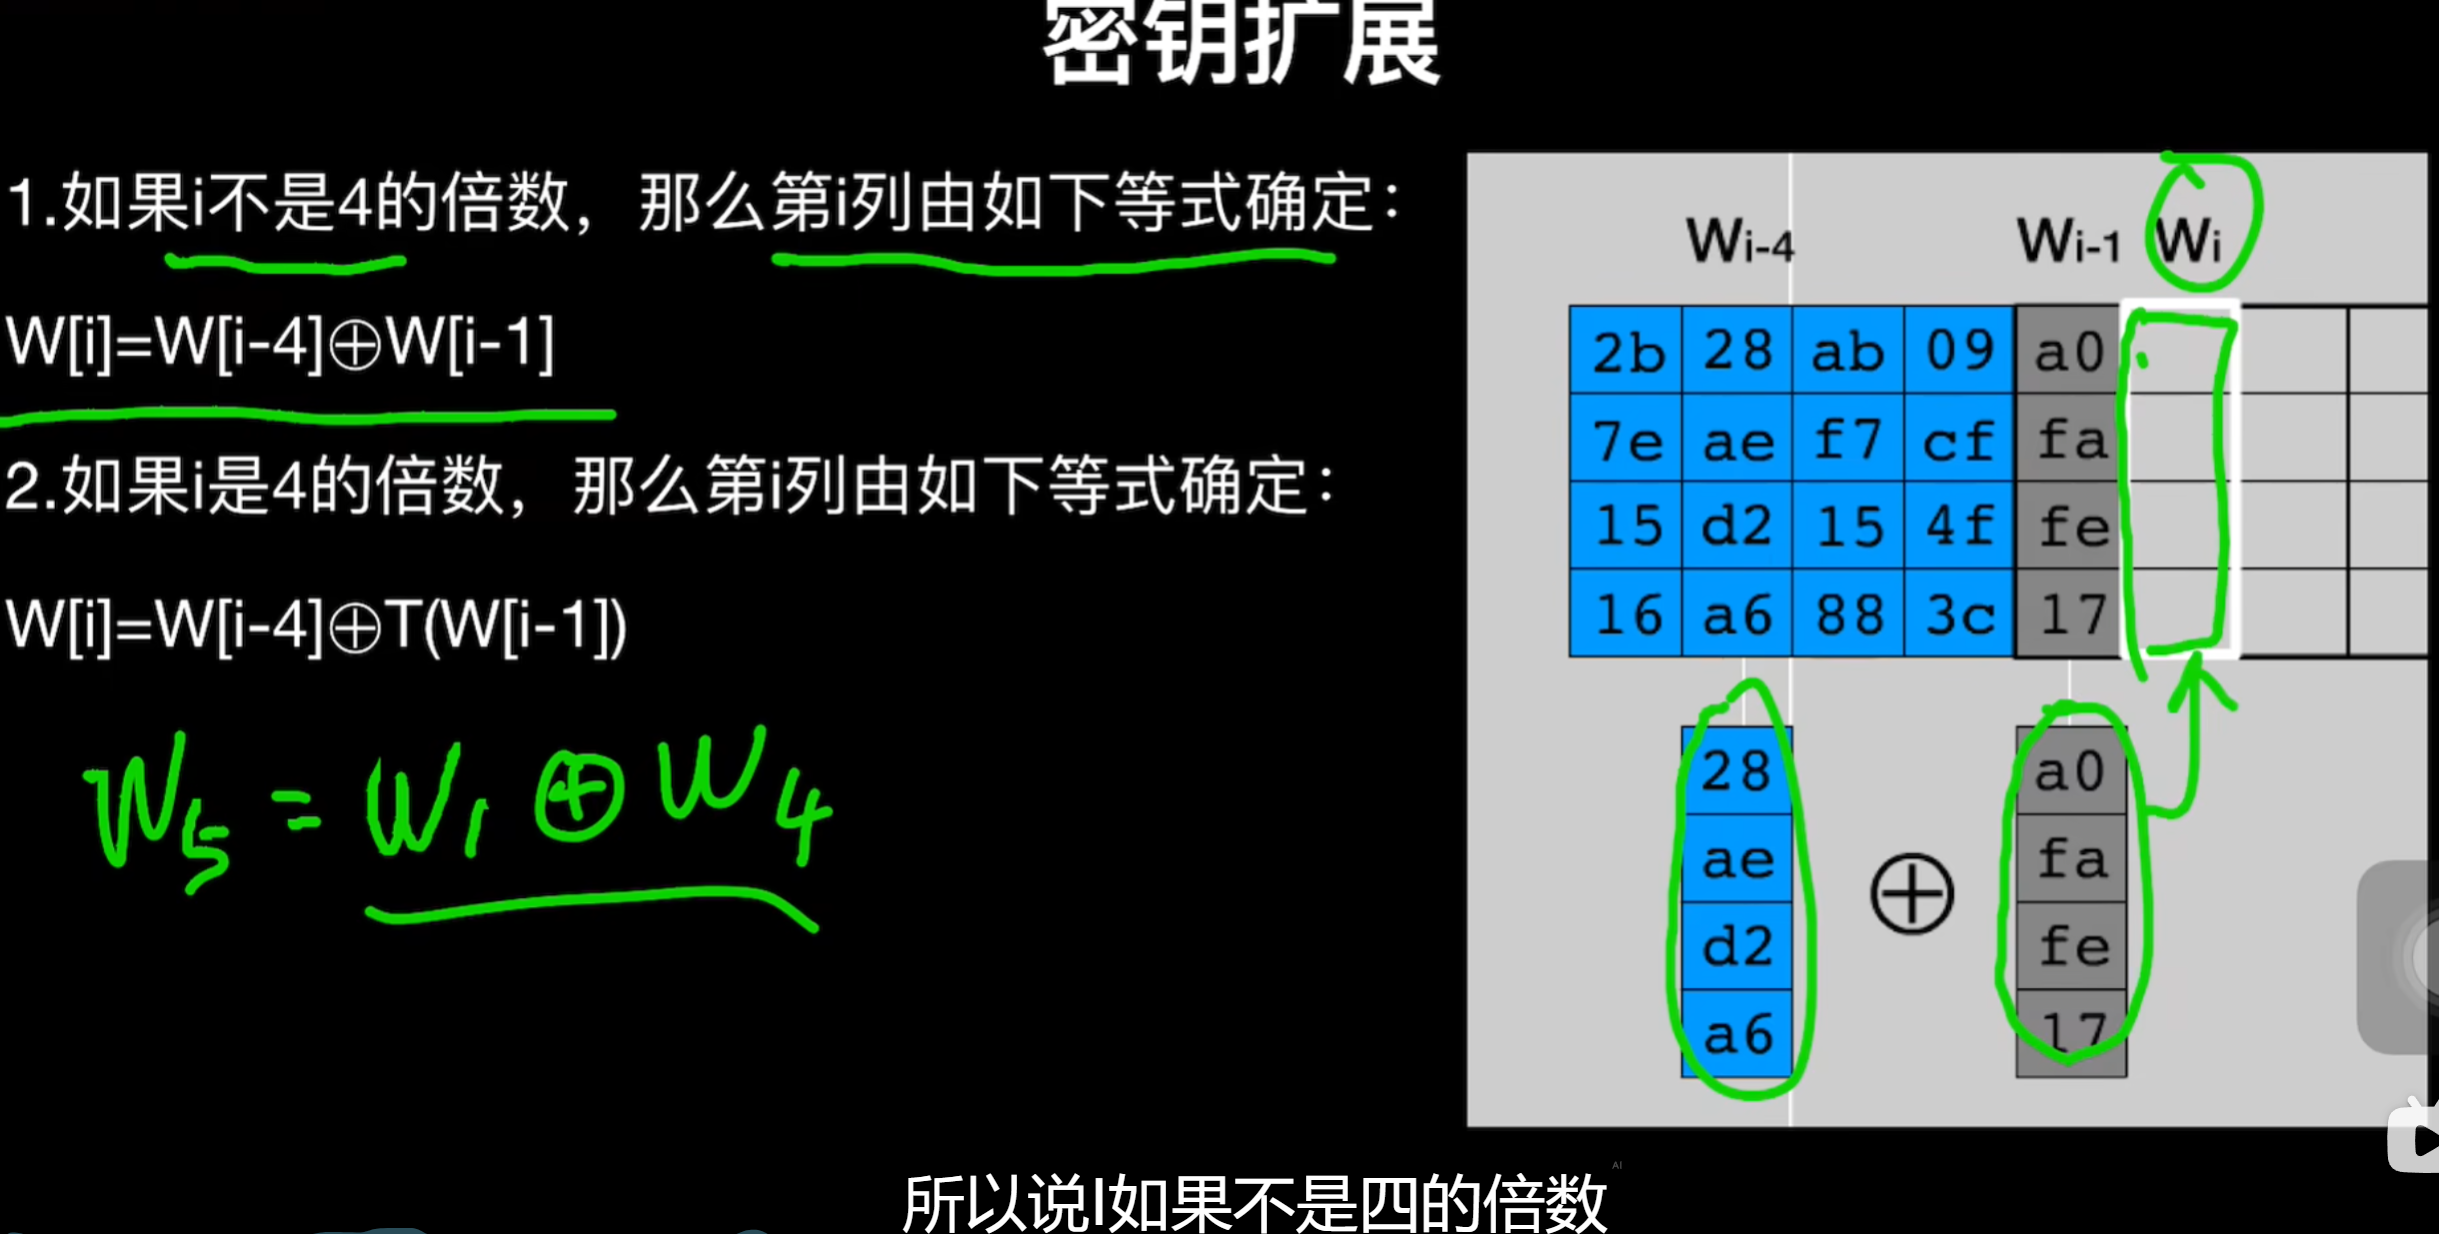 密钥扩展
1.如果i不是4的倍数，那么第i列由如下等式确定：
W[i]=W[i-4]⊕W[i-1]
2.如果i是4的倍数，那么第i列由如下等式确定：
W[i]=W[i-4]⊕T(W[i-1])
W5 = W1 ⊕ W4
Wi-4 Wi-1 Wi
2b 28 ab 09 a0
7e ae f7 cf fa
15 d2 15 4f fe
16 a6 88 3c 17
28 a0
ae fa
⊕
d2 fe
a6 17
AI
所以说I如果不是四的倍数